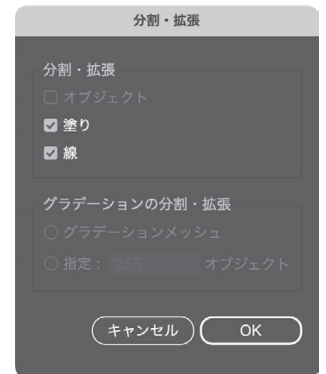 分割・拡張
分割・拡張
オブジェクト
塗り
線
グラデーションの分割・拡張
グラデーションメッシュ
指定： 255 オブジェクト
キャンセル OK